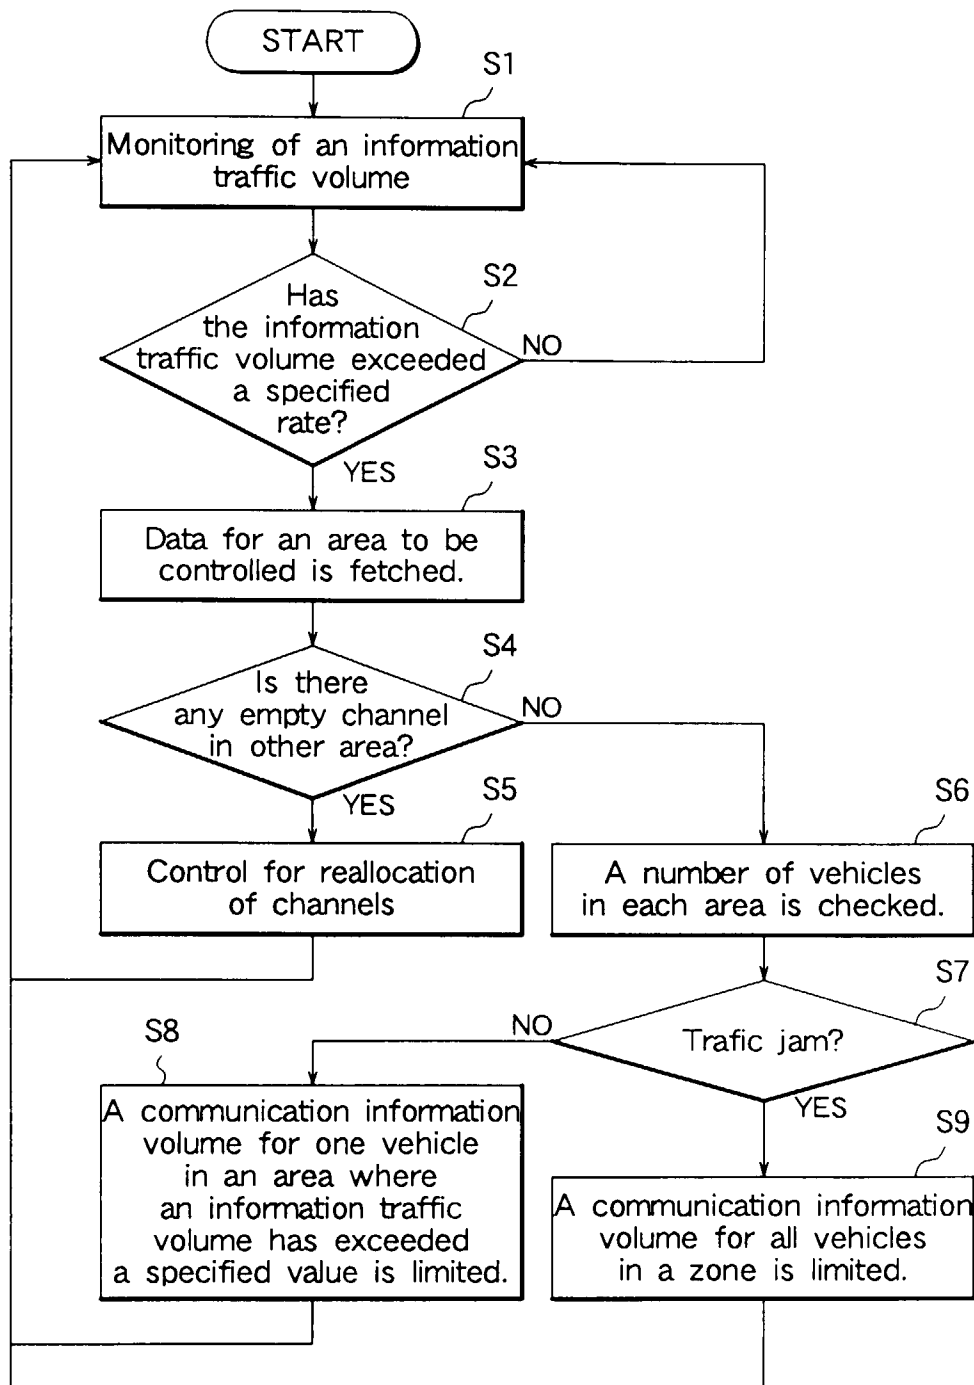 START
S1
Monitoring of an information
traffic volume
S2
Has
the information
traffic volume exceeded
a specified
rate?
NO
YES
S3
Data for an area to be
controlled is fetched.
S4
Is there
any empty channel
in other area?
NO
YES
S5
Control for reallocation
of channels
S6
A number of vehicles
in each area is checked.
S7
Trafic jam?
NO
YES
S8
A communication information
volume for one vehicle
in an area where
an information traffic
volume has exceeded
a specified value is limited.
S9
A communication information
volume for all vehicles
in a zone is limited.